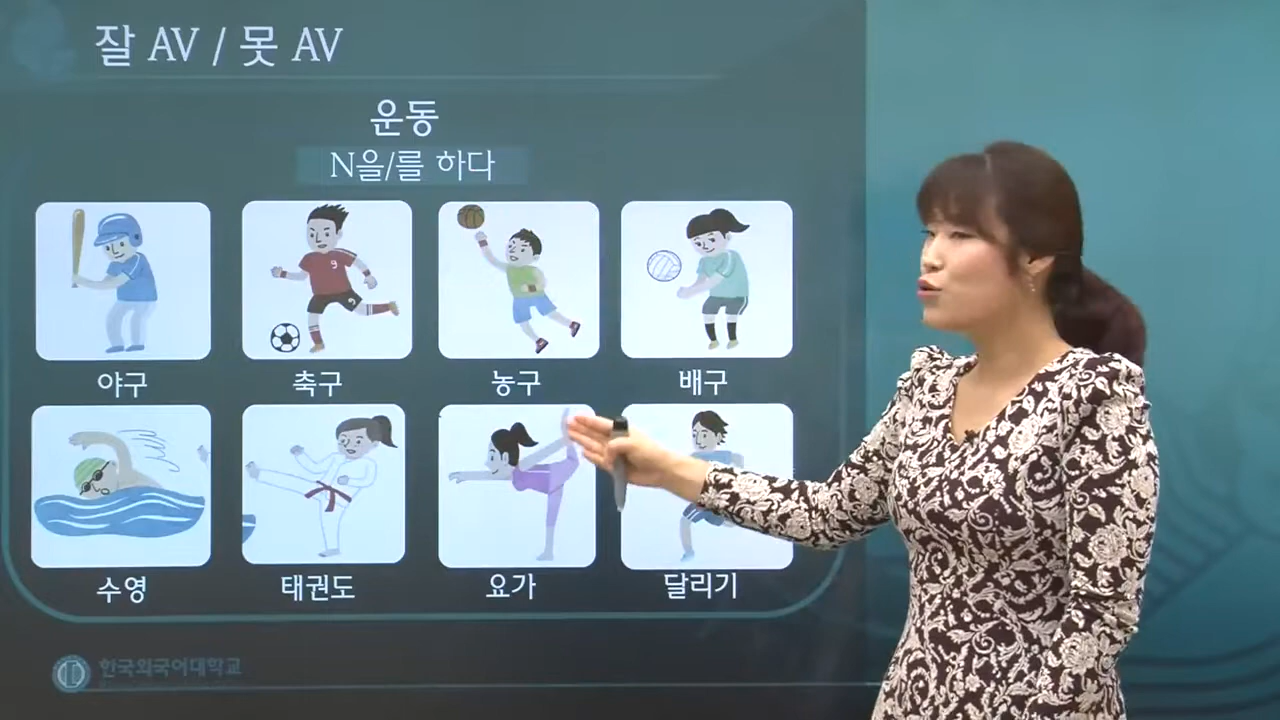 잘 AV / 못 AV
운동
N을/를 하다
야구 축구 농구 배구
수영 태권도 요가 달리기
한국외국어대학교